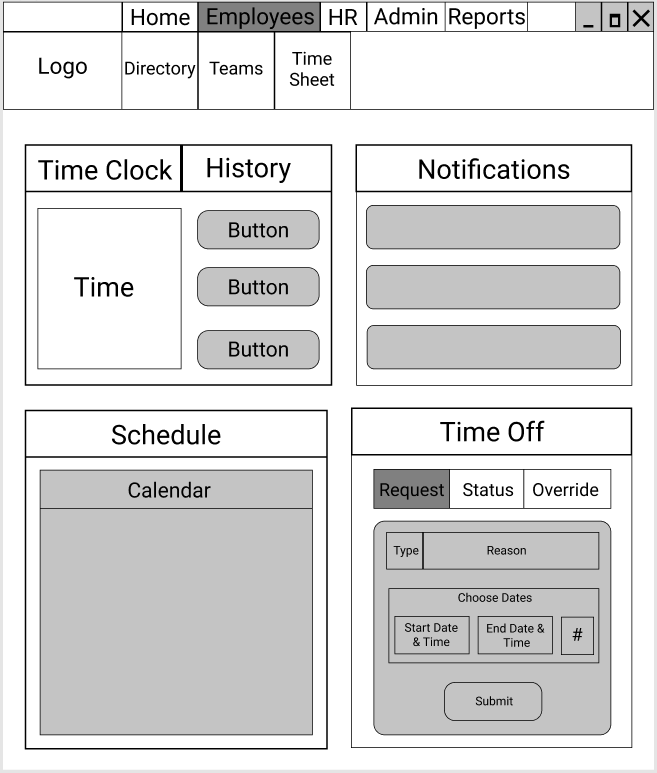 Home Employees HR Admin Reports
Logo Directory Teams Time
Sheet
Time Clock History
Time
Button
Button
Button
Notifications
Schedule
Calendar
Time Off
Request Status Override
Type Reason
Choose Dates
Start Date
& Time
End Date &
Time
#
Submit